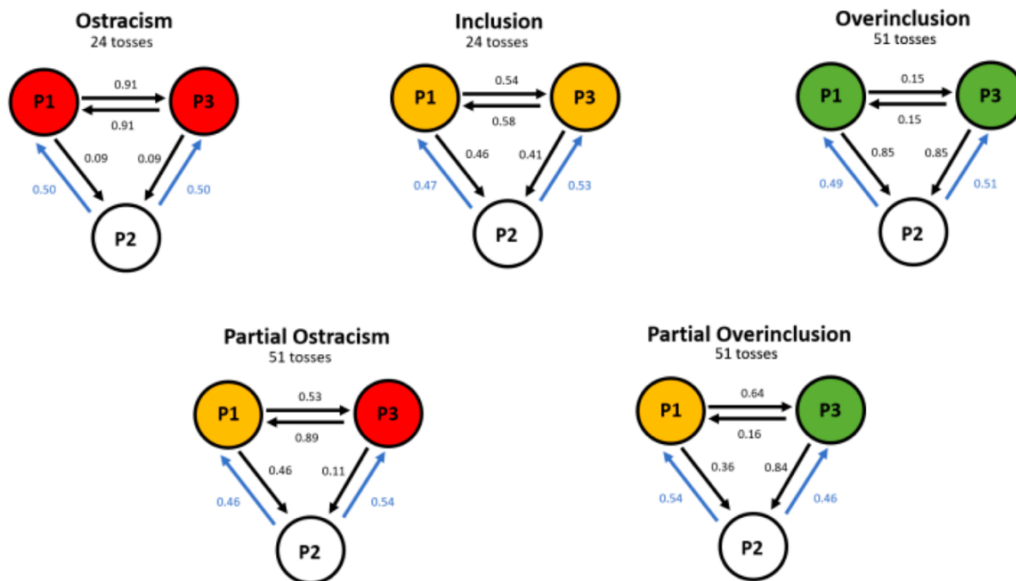 Ostracism
24 tosses
P1
0.91
0.91
P3
0.09
0.09
0.50
0.50
P2
Inclusion
24 tosses
P1
0.54
0.58
P3
0.46
0.41
0.47
0.53
P2
Overinclusion
51 tosses
P1
0.15
0.15
P3
0.85
0.85
0.49
0.51
P2
Partial Ostracism
51 tosses
P1
0.53
0.89
P3
0.46
0.11
0.46
0.54
P2
Partial Overinclusion
51 tosses
P1
0.64
0.16
P3
0.36
0.84
0.54
0.46
P2